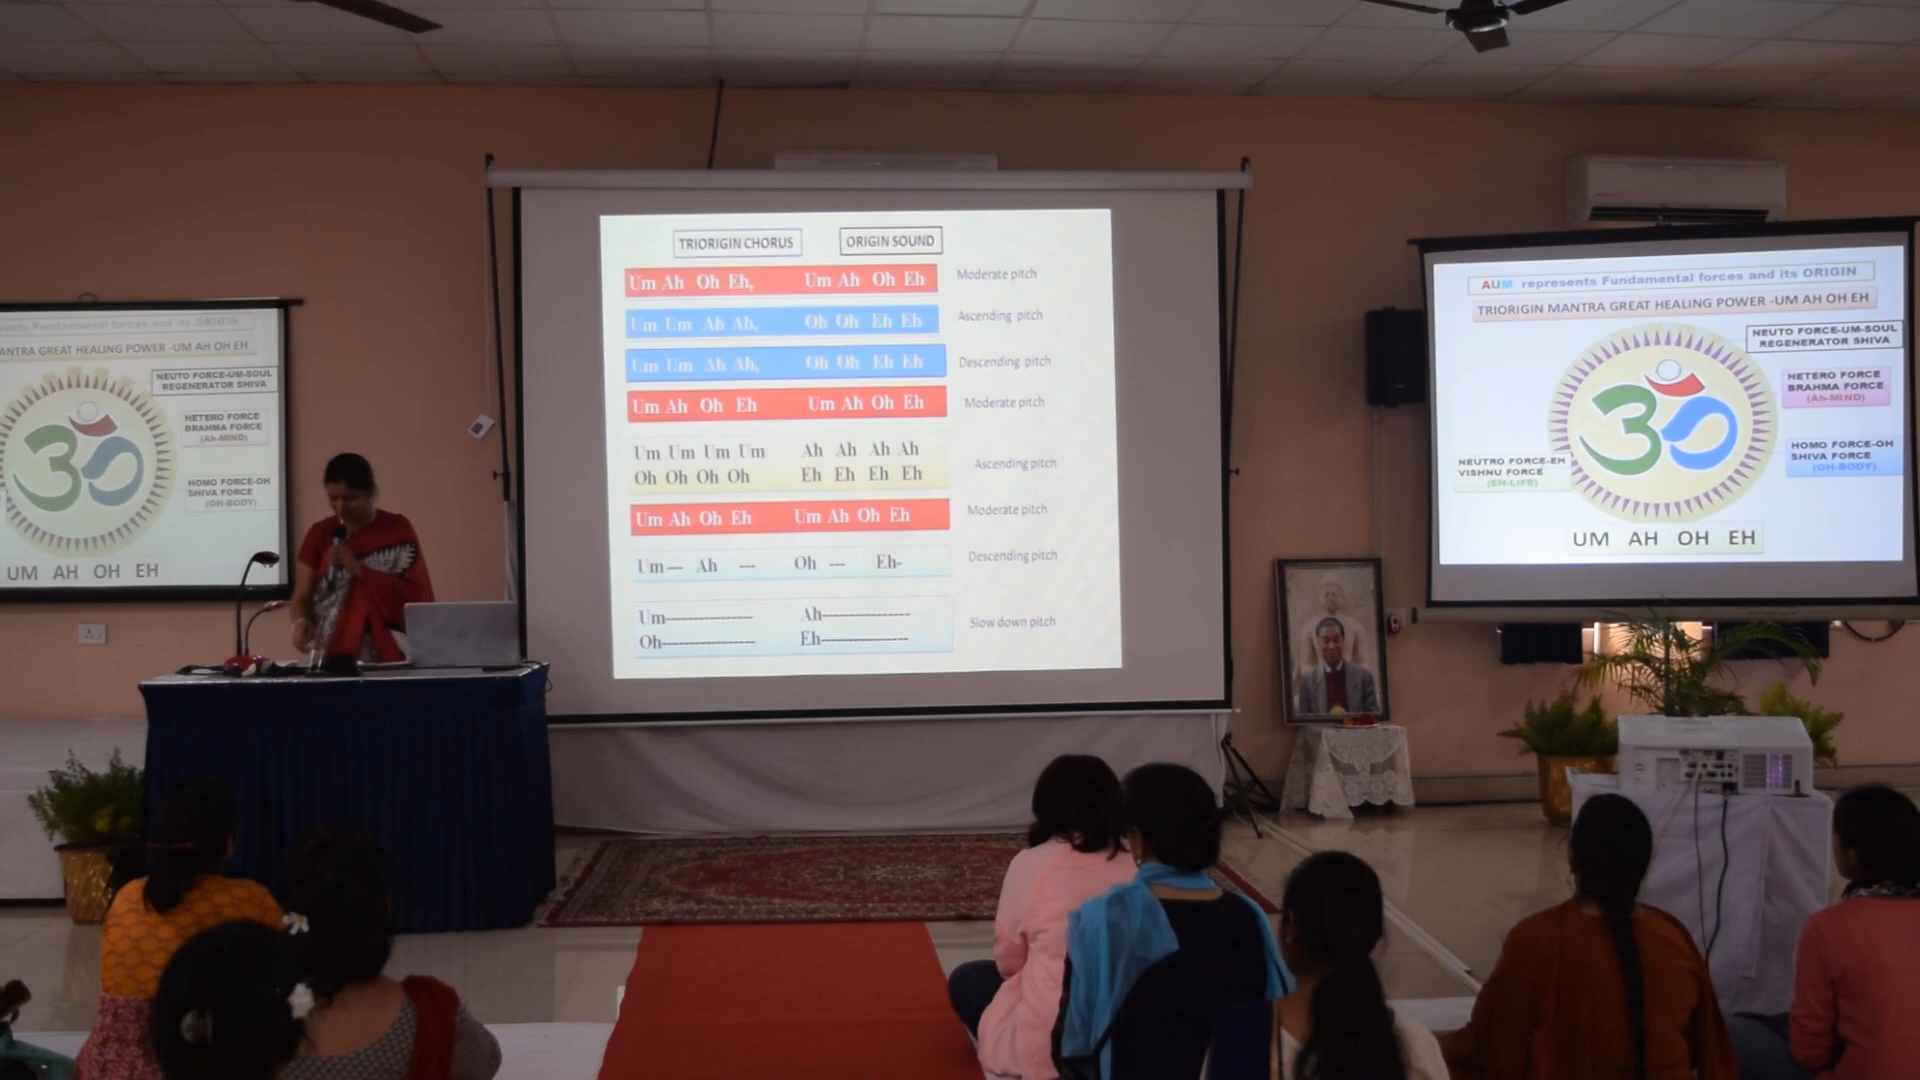 ents Fundamental forces and its ORIGIN
MANTRA GREAT HEALING POWER -UM AH OH EH
NEUTO FORCE-UM-SOUL
REGENERATOR SHIVA
HETERO FORCE
BRAHMA FORCE
(Ah-MIND)
HOMO FORCE-OH
SHIVA FORCE
(OH-BODY)
UM AH OH EH
TRIORIGIN CHORUS
ORIGIN SOUND
Um Ah Oh Eh, Um Ah Oh Eh Moderate pitch
Um Um Ah Ah, Oh Oh Eh Eh Ascending pitch
Um Um Ah Ah, Oh Oh Eh Eh Descending pitch
Um Ah Oh Eh Um Ah Oh Eh Moderate pitch
Um Um Um Um Ah Ah Ah Ah
Oh Oh Oh Oh Eh Eh Eh Eh
Ascending pitch
Um Ah Oh Eh Um Ah Oh Eh Moderate pitch
Um --- Ah --- Oh --- Eh- Descending pitch
Um---------------- Ah----------------
Oh---------------- Eh----------------
Slow down pitch
AUM represents Fundamental forces and its ORIGIN
TRIORIGIN MANTRA GREAT HEALING POWER -UM AH OH EH
NEUTO FORCE-UM-SOUL
REGENERATOR SHIVA
HETERO FORCE
BRAHMA FORCE
(Ah-MIND)
HOMO FORCE-OH
SHIVA FORCE
(OH-BODY)
NEUTRO FORCE-EH
VISHNU FORCE
(EH-LIFE)
ॐ
UM AH OH EH